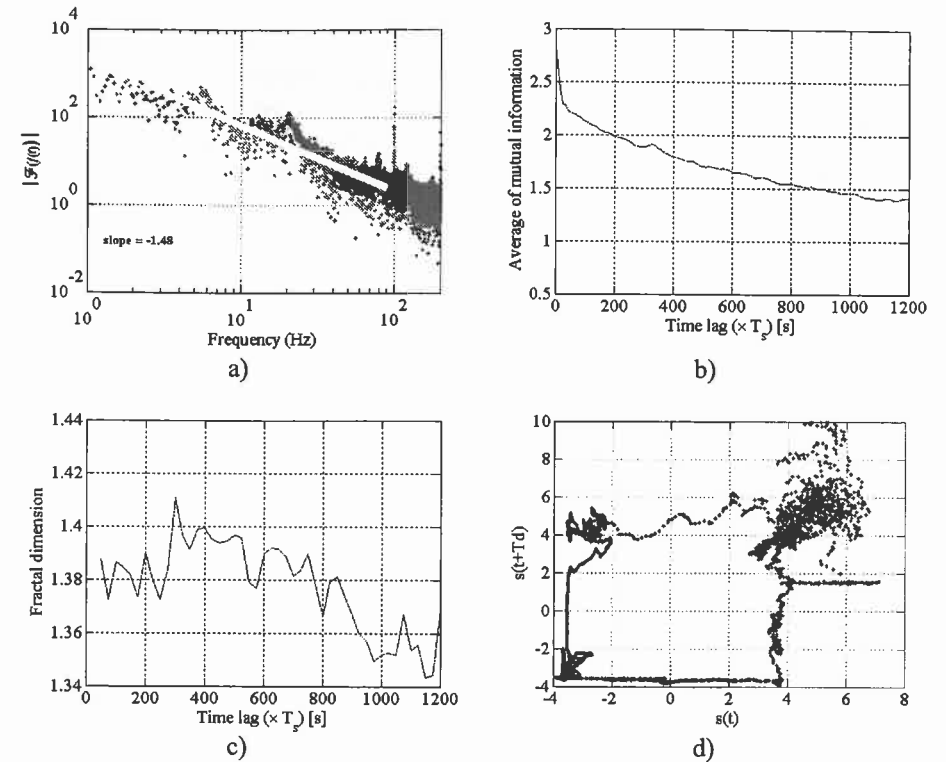 10^4
10^2
0
10
10^-2
|ℱ(f(t))|
slope = -1.48
10^0
10^1
10^2
Frequency (Hz)
a)
3
2.5
2
1.5
1
0.5
Average of mutual information
0 200 400 600 800 1000 1200
Time lag (× T_s) [s]
b)
1.44
1.42
1.4
1.38
1.36
1.34
Fractal dimension
0 200 400 600 800 1000 1200
Time lag (× T_s) [s]
c)
10
8
6
4
2
0
-2
-4
s(t+Td)
-4 -2 0 2 4 6 8
s(t)
d)